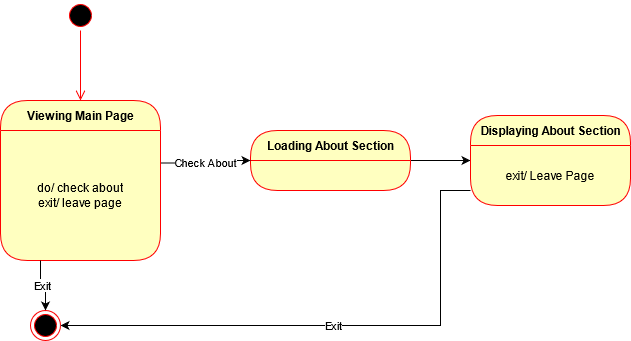 Viewing Main Page
do/ check about
exit/ leave page
Check About
Loading About Section
Displaying About Section
exit/ Leave Page
Exit
Exit